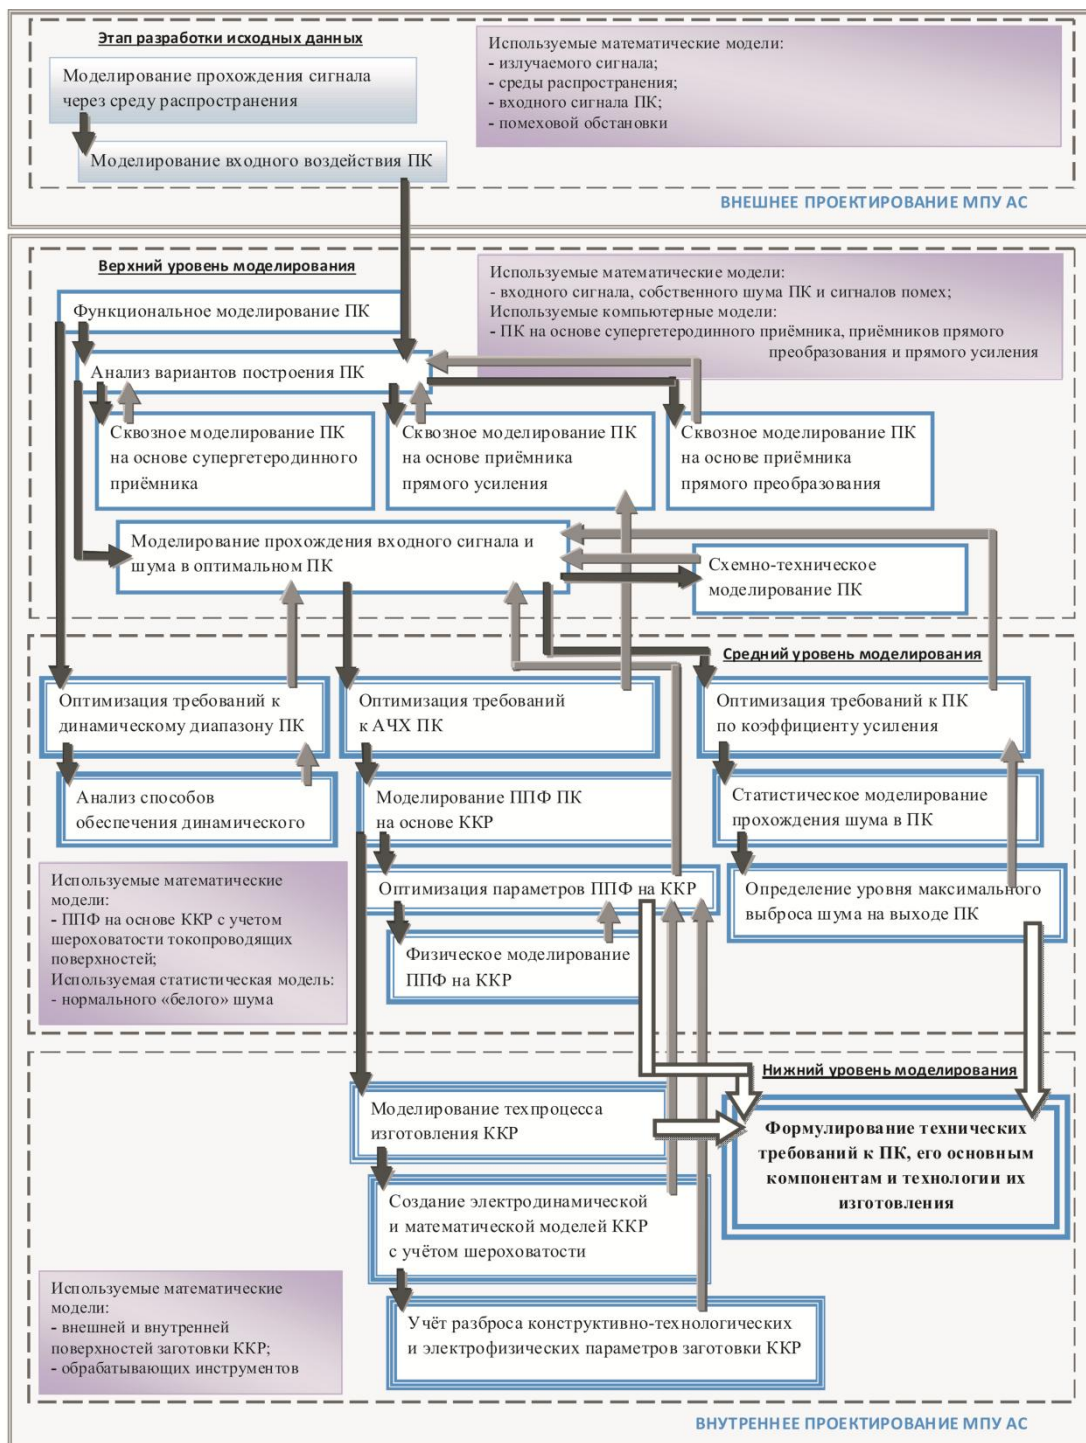 Этап разработки исходных данных
Моделирование прохождения сигнала
через среду распространения
Моделирование входного воздействия ПК
Используемые математические модели:
- излучаемого сигнала;
- среды распространения;
- входного сигнала ПК;
- помеховой обстановки
ВНЕШНЕЕ ПРОЕКТИРОВАНИЕ МПУ АС
Верхний уровень моделирования
Используемые математические модели:
- входного сигнала, собственного шума ПК и сигналов помех;
Используемые компьютерные модели:
- ПК на основе супергетеродинного приёмника, приёмников прямого
преобразования и прямого усиления
Функциональное моделирование ПК
Анализ вариантов построения ПК
Сквозное моделирование ПК
на основе супергетеродинного
приёмника
Сквозное моделирование ПК
на основе приёмника
прямого усиления
Сквозное моделирование ПК
на основе приёмника
прямого преобразования
Моделирование прохождения входного сигнала и
шума в оптимальном ПК
Схемно-техническое
моделирование ПК
Средний уровень моделирования
Оптимизация требований к
динамическому диапазону ПК
Оптимизация требований
к АЧХ ПК
Оптимизация требований к ПК
по коэффициенту усиления
Анализ способов
обеспечения динамического
Моделирование ППФ ПК
на основе ККР
Статистическое моделирование
прохождения шума в ПК
Оптимизация параметров ППФ на ККР
Определение уровня максимального
выброса шума на выходе ПК
Физическое моделирование
ППФ на ККР
Используемые математические
модели:
- ППФ на основе ККР с учетом
шероховатости токопроводящих
поверхностей;
Используемая статистическая модель:
- нормального «белого» шума
Нижний уровень моделирования
Моделирование техпроцесса
изготовления ККР
Формулирование технических
требований к ПК, его основным
компонентам и технологии их
изготовления
Создание электродинамической
и математической моделей ККР
с учётом шероховатости
Учёт разброса конструктивно-технологических
и электрофизических параметров заготовки ККР
Используемые математические
модели:
- внешней и внутренней
поверхностей заготовки ККР;
- обрабатывающих инструментов
ВНУТРЕННЕЕ ПРОЕКТИРОВАНИЕ МПУ АС